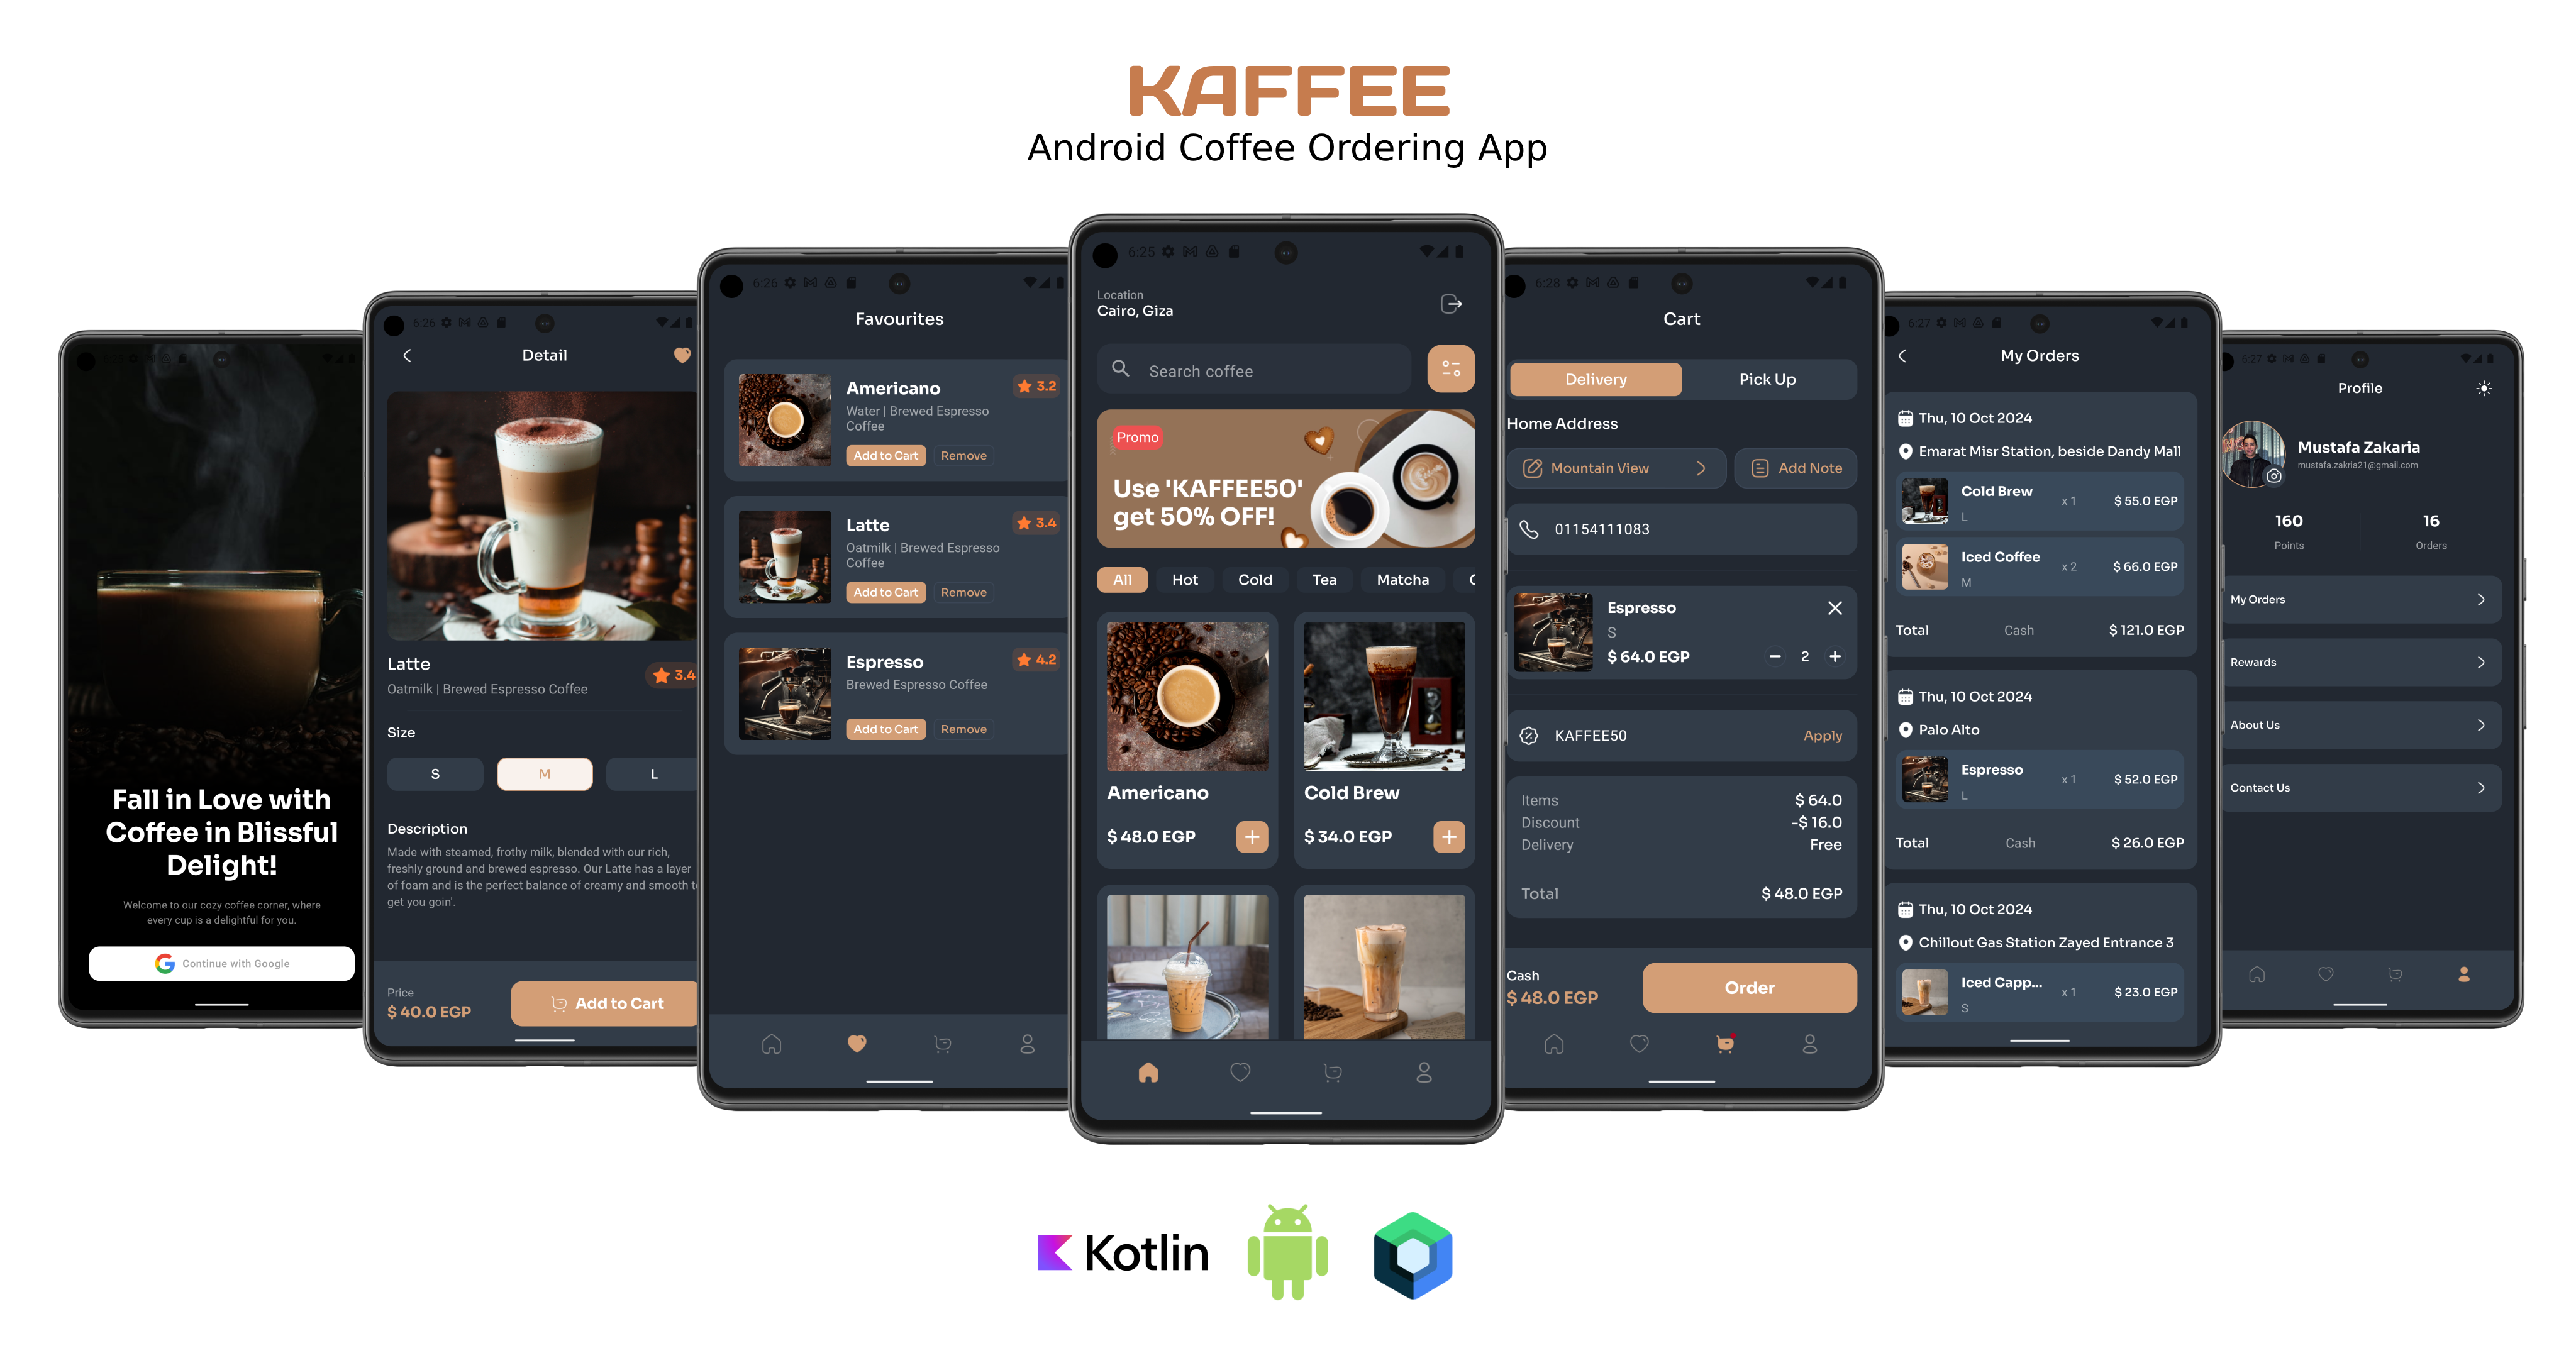 KAFFEE
Android Coffee Ordering App
Fall in Love with
Coffee in Blissful
Delight!
Welcome to our cozy coffee corner, where
every cup is a delightful for you.
Continue with Google
6:26
Detail
Latte
3.4
Oatmilk | Brewed Espresso Coffee
Size
S
M
L
Description
Made with steamed, frothy milk, blended with our rich,
freshly ground and brewed espresso. Our Latte has a layer
of foam and is the perfect balance of creamy and smooth
get you goin'.
Price
$ 40.0 EGP
Add to Cart
6:26
Favourites
Americano
3.2
Water | Brewed Espresso
Coffee
Add to Cart
Remove
Latte
3.4
Oatmilk | Brewed Espresso
Coffee
Add to Cart
Remove
Espresso
4.2
Brewed Espresso Coffee
Add to Cart
Remove
6:25
Location
Cairo, Giza
Search coffee
Promo
Use 'KAFFEE50'
get 50% OFF!
All
Hot
Cold
Tea
Matcha
Americano
$ 48.0 EGP
Cold Brew
$ 34.0 EGP
6:28
Cart
Delivery
Pick Up
Home Address
Mountain View
Add Note
01154111083
Espresso
S
$ 64.0 EGP
2
KAFFEE50
Apply
Items $ 64.0
Discount -$ 16.0
Delivery Free
Total $ 48.0 EGP
Cash
$ 48.0 EGP
Order
6:27
My Orders
Thu, 10 Oct 2024
Emarat Misr Station, beside Dandy Mall
Cold Brew
L
x 1
$ 55.0 EGP
Iced Coffee
M
x 2
$ 66.0 EGP
Total Cash $ 121.0 EGP
Thu, 10 Oct 2024
Palo Alto
Espresso
L
x 1
$ 52.0 EGP
Total Cash $ 26.0 EGP
Thu, 10 Oct 2024
Chillout Gas Station Zayed Entrance 3
Iced Capp...
S
x 1
$ 23.0 EGP
6:27
Profile
Mustafa Zakaria
mustafa.zakria21@gmail.com
160
Points
16
Orders
My Orders
Rewards
About Us
Contact Us
Kotlin